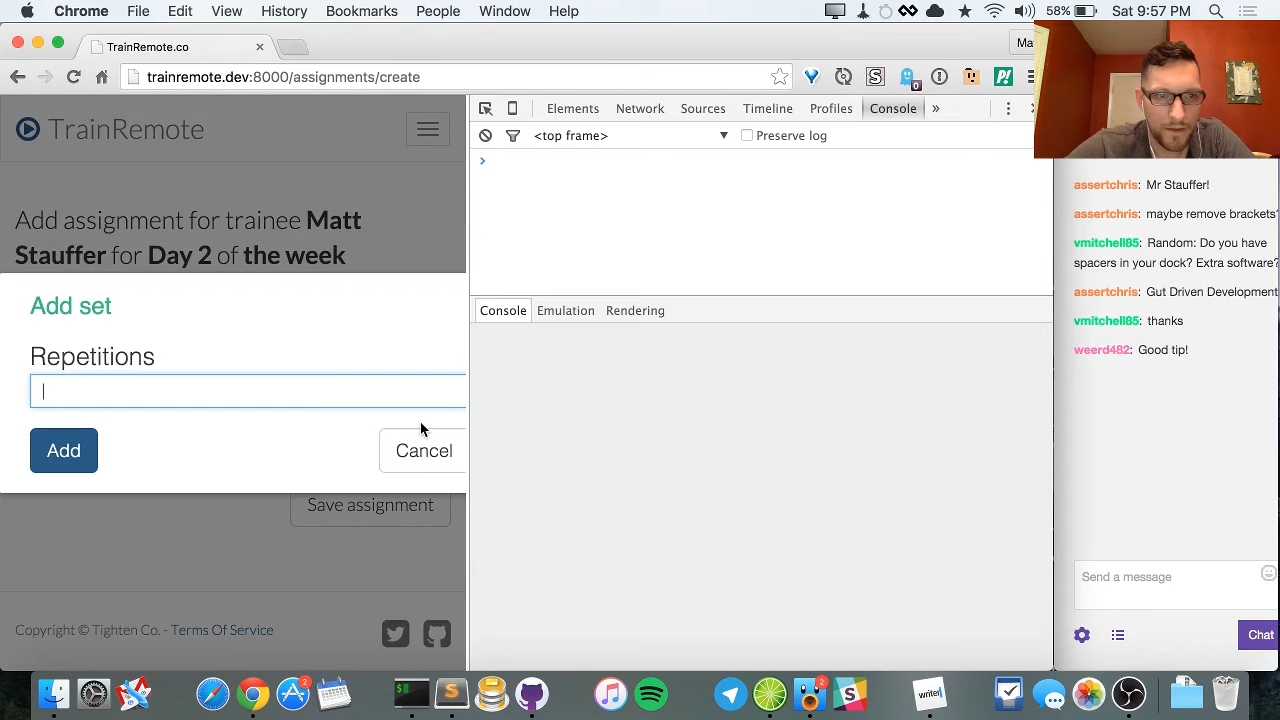 Chrome File Edit View History Bookmarks People Window Help
58% Sat 9:57 PM
TrainRemote.co
trainremote.dev:8000/assignments/create
TrainRemote
Add assignment for trainee Matt
Stauffer for Day 2 of the week
Add set
Repetitions
Add
Cancel
Save assignment
Copyright © Tighten Co. - Terms Of Service
Elements Network Sources Timeline Profiles Console »
<top frame> Preserve log
Console Emulation Rendering
assertchris: Mr Stauffer!
assertchris: maybe remove brackets?
vmitchell85: Random: Do you have
spacers in your dock? Extra software?
assertchris: Gut Driven Development
vmitchell85: thanks
weerd482: Good tip!
Send a message
Chat
0
2
2
writer